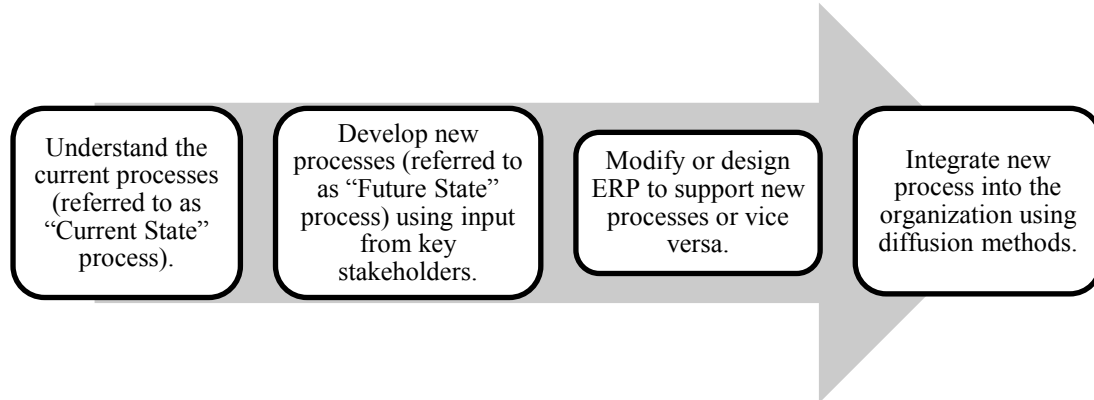 Understand the
current processes
(referred to as
“Current State”
process).
Develop new
processes (referred to
as “Future State”
process) using input
from key
stakeholders.
Modify or design
ERP to support new
processes or vice
versa.
Integrate new
process into the
organization using
diffusion methods.